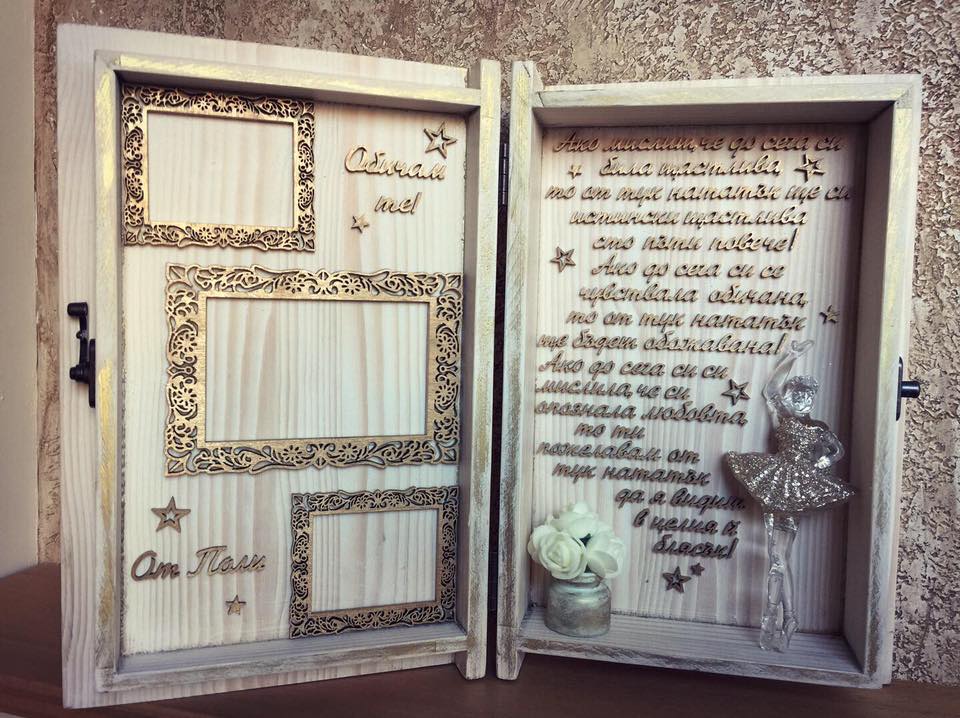 Обичам
те!
От Поли
Ако мислиш, че до сега си
била щастлива,
то от тук нататък ще си
истински щастлива
сто пъти повече!
Ако до сега си се
чувствала обичана,
то от тук нататък
ще бъдеш обожавана!
Ако до сега си си
мислила, че си
опознала любовта,
то ти
пожелавам от
тук нататък
да я видиш
в целия й
блясък!